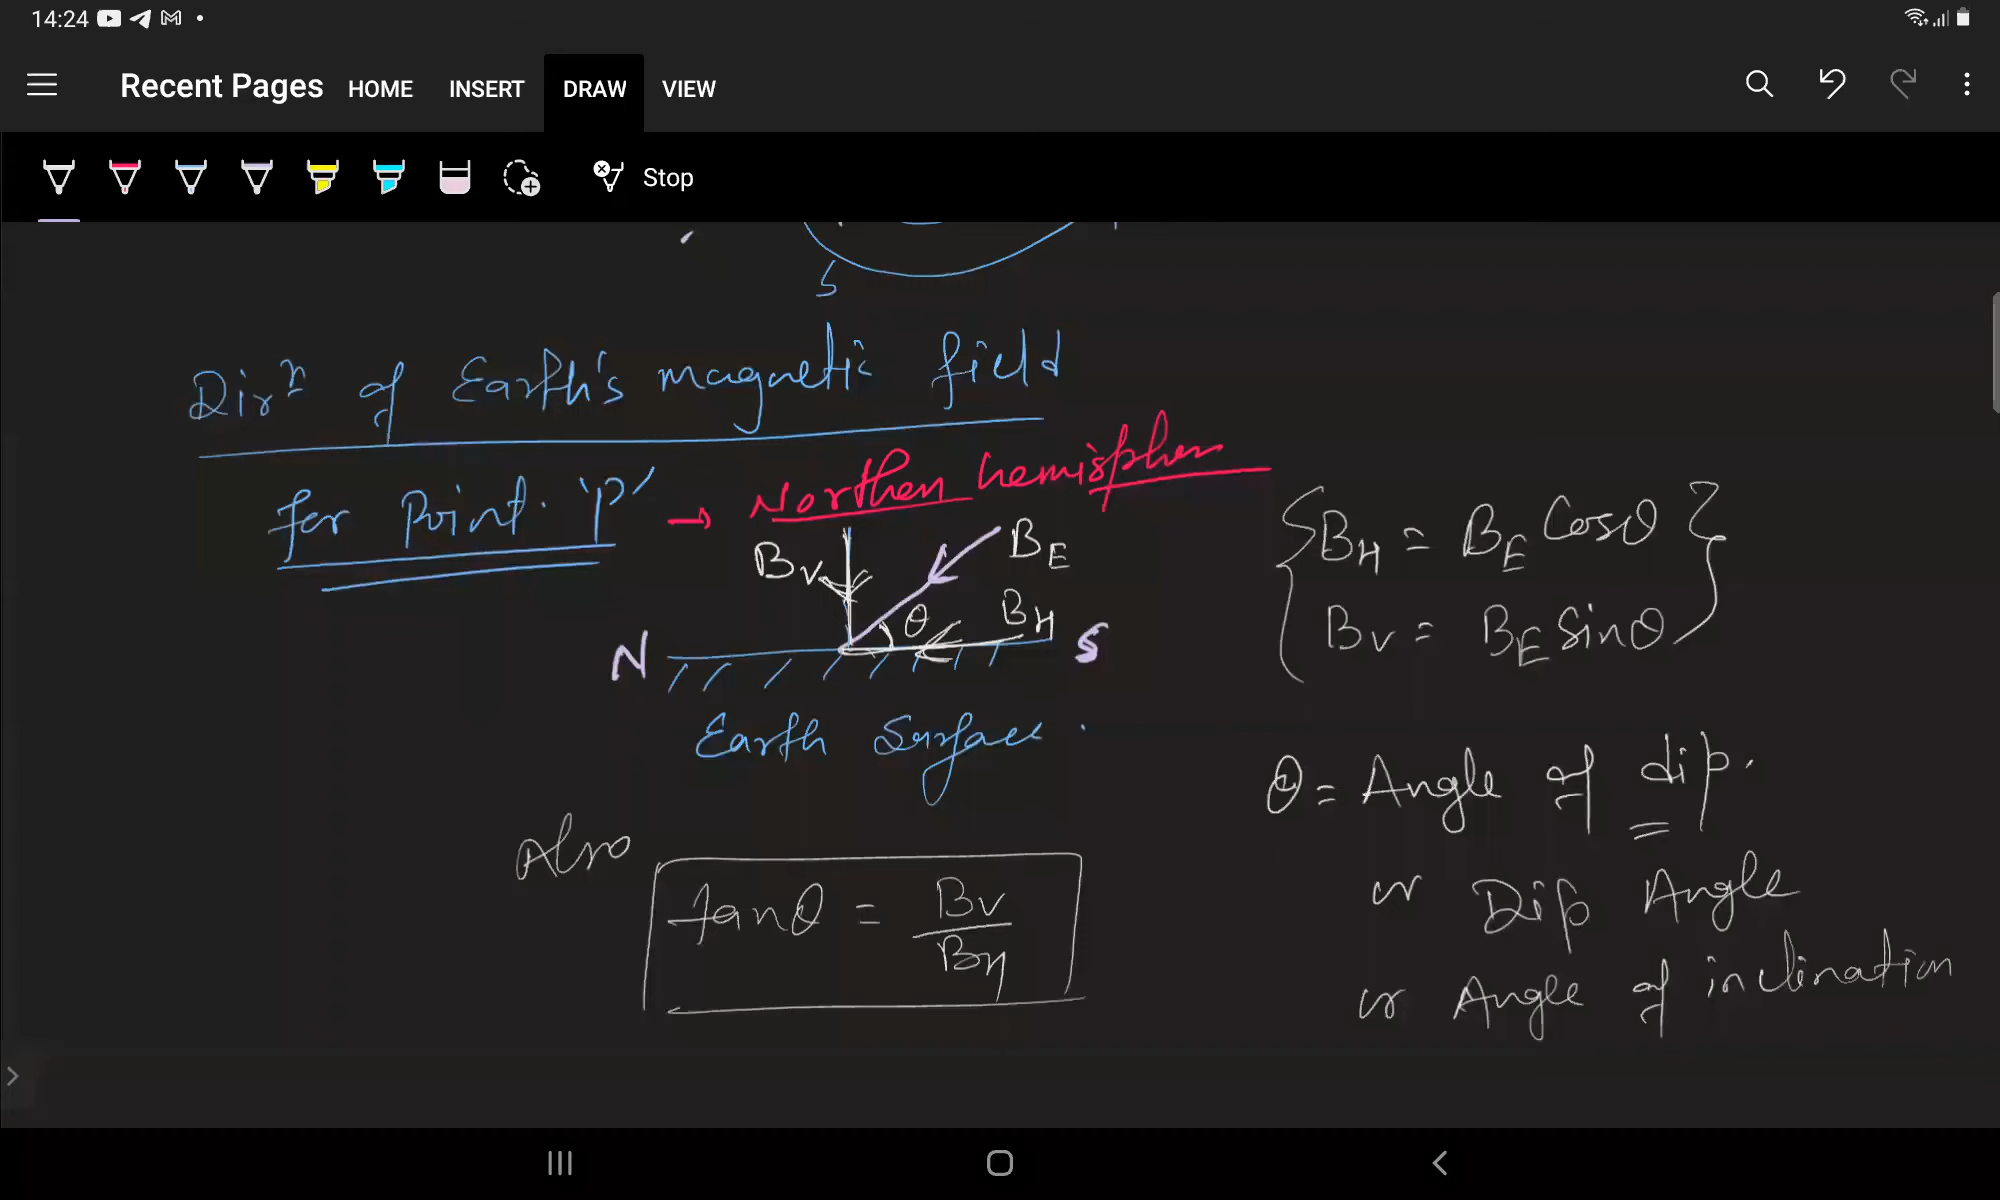 14:24
Recent Pages HOME INSERT DRAW VIEW
Stop
S
Dirⁿ of Earth's magnetic field
for Point 'P' → Northen hemispher
Bv BE
θ BH
N S
Earth Surface
{BH = BE Cosθ}
Bv = BE Sinθ
θ = Angle of dip.
or Dip Angle
or Angle of inclination
Also
tanθ = Bv/BH